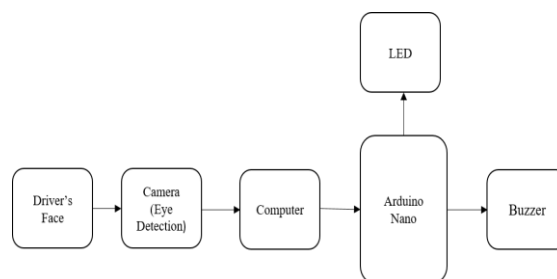 LED
Driver's
Face
Camera
(Eye
Detection)
Computer
Arduino
Nano
Buzzer